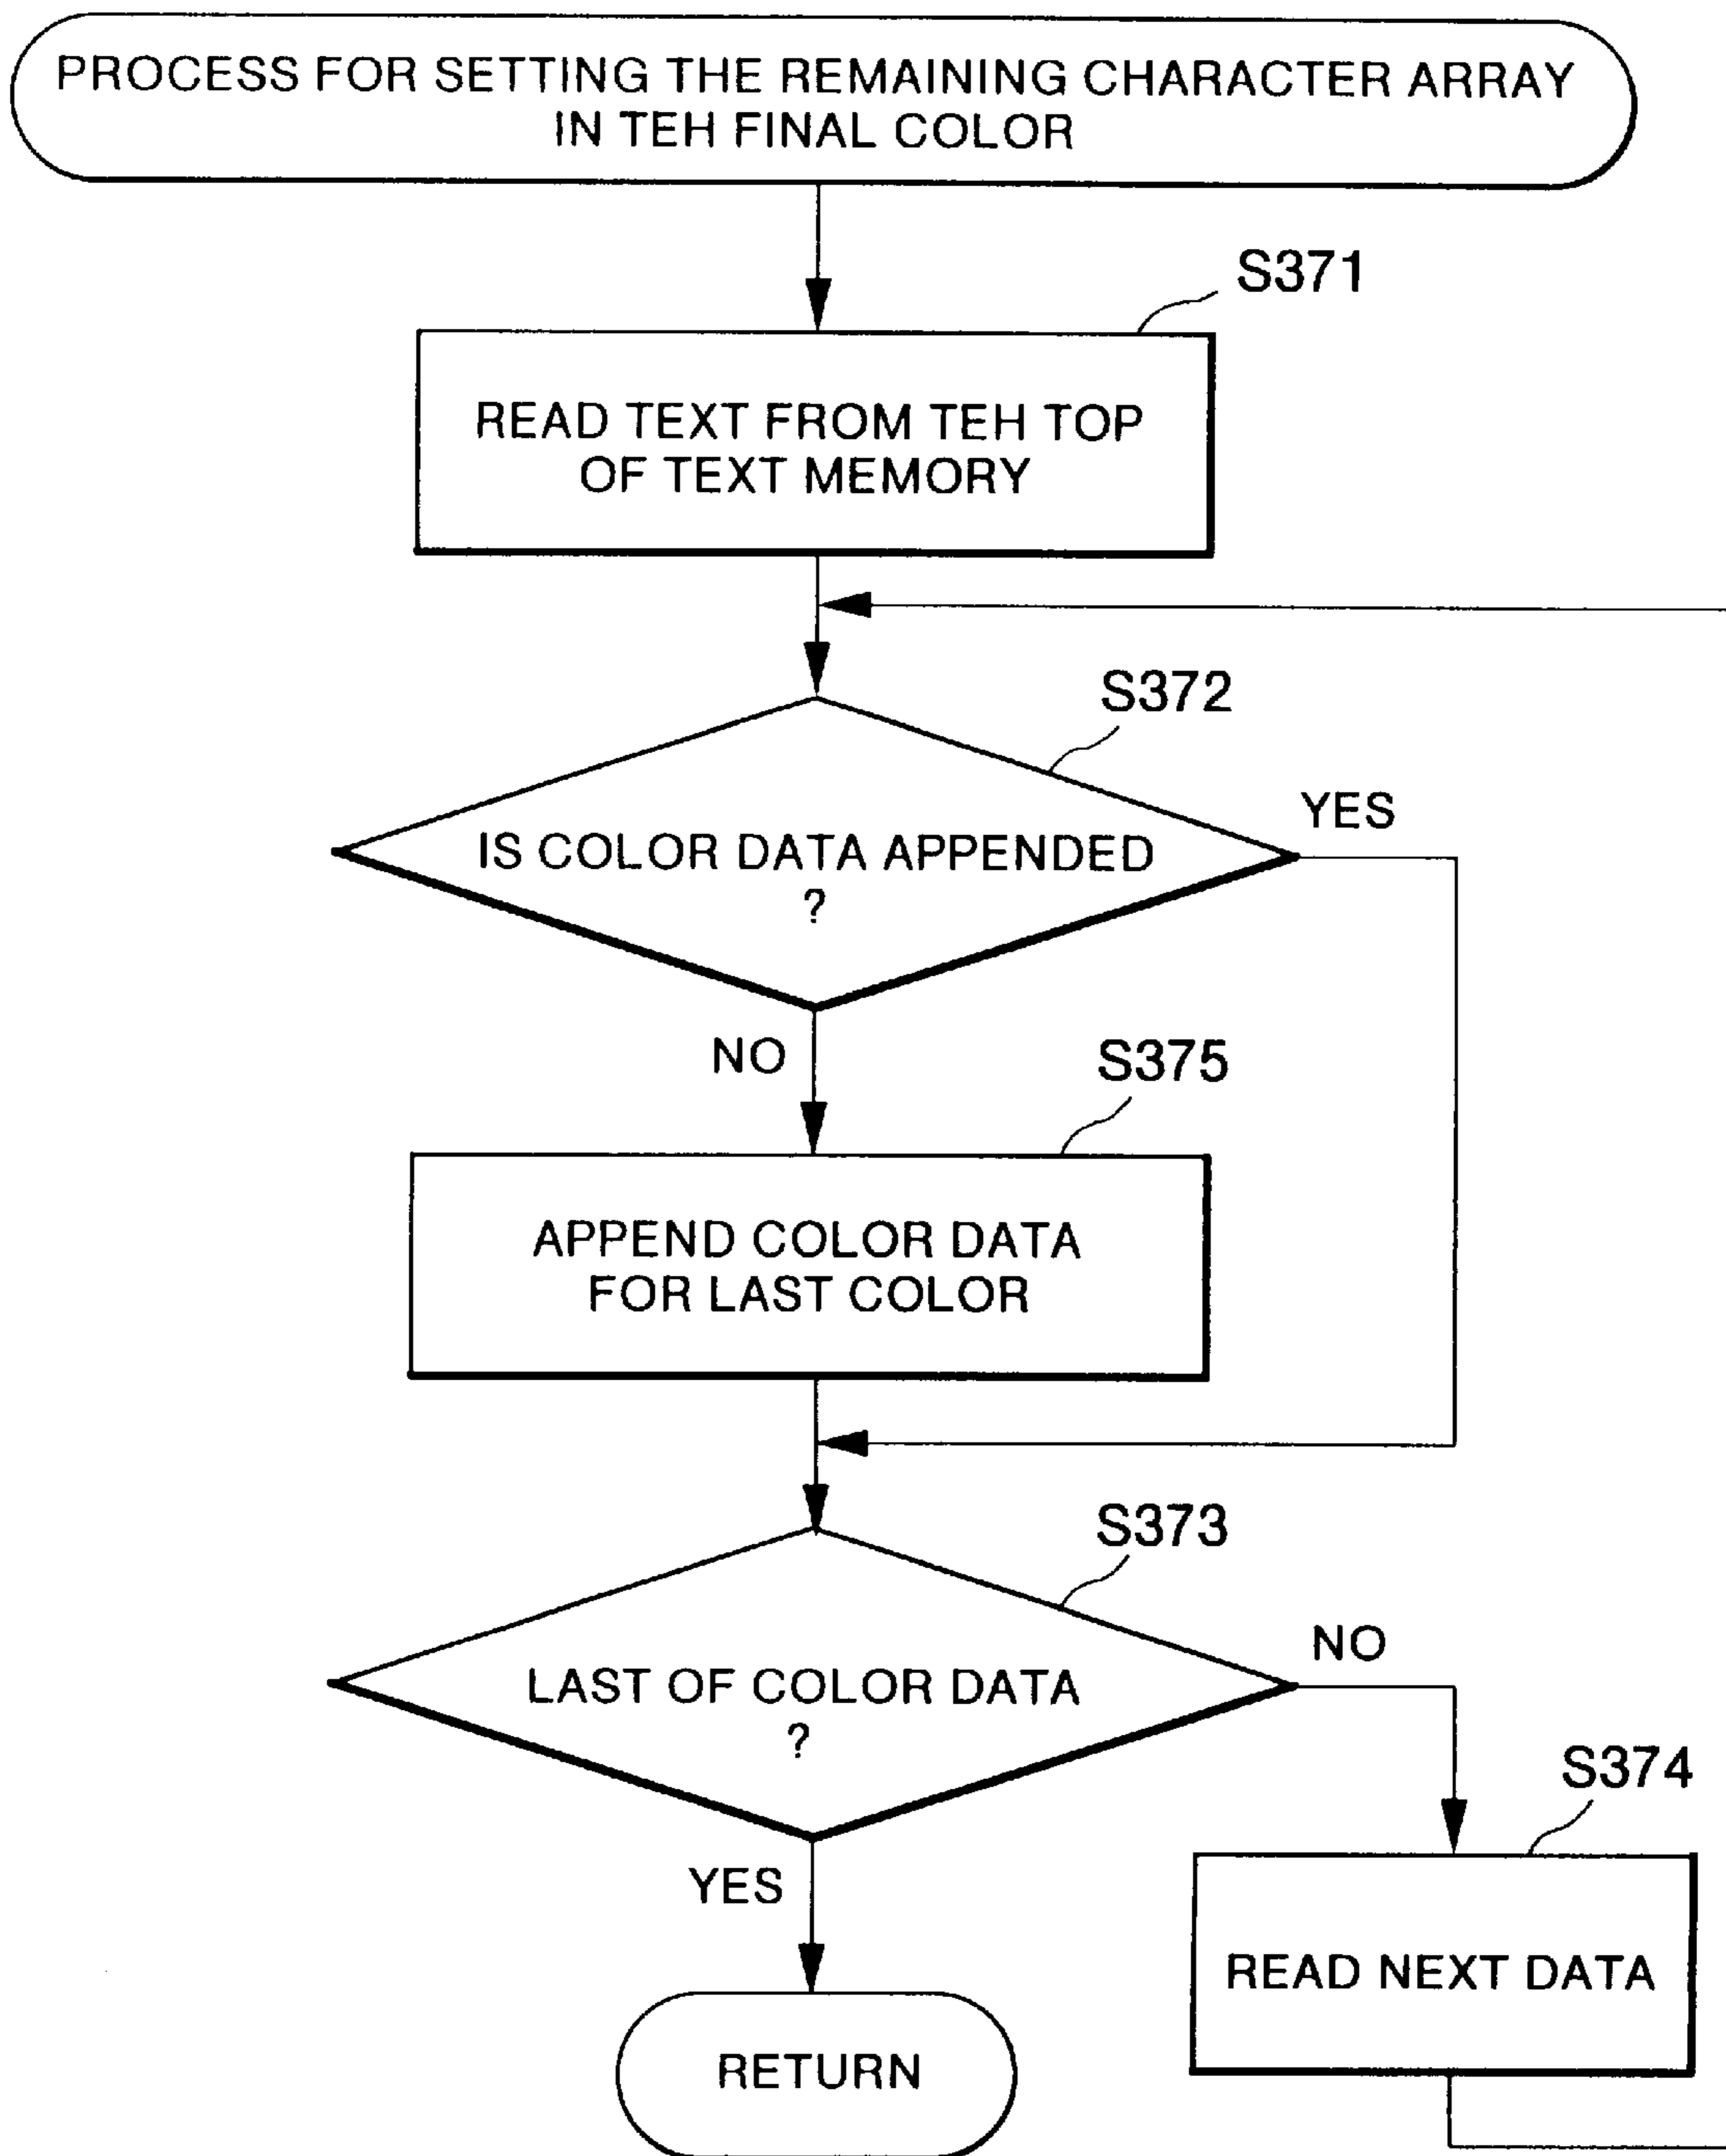 PROCESS FOR SETTING THE REMAINING CHARACTER ARRAY
IN TEH FINAL COLOR
S371
READ TEXT FROM TEH TOP
OF TEXT MEMORY
S372
YES
IS COLOR DATA APPENDED
?
NO
S375
APPEND COLOR DATA
FOR LAST COLOR
S373
NO
LAST OF COLOR DATA
?
S374
YES
READ NEXT DATA
RETURN